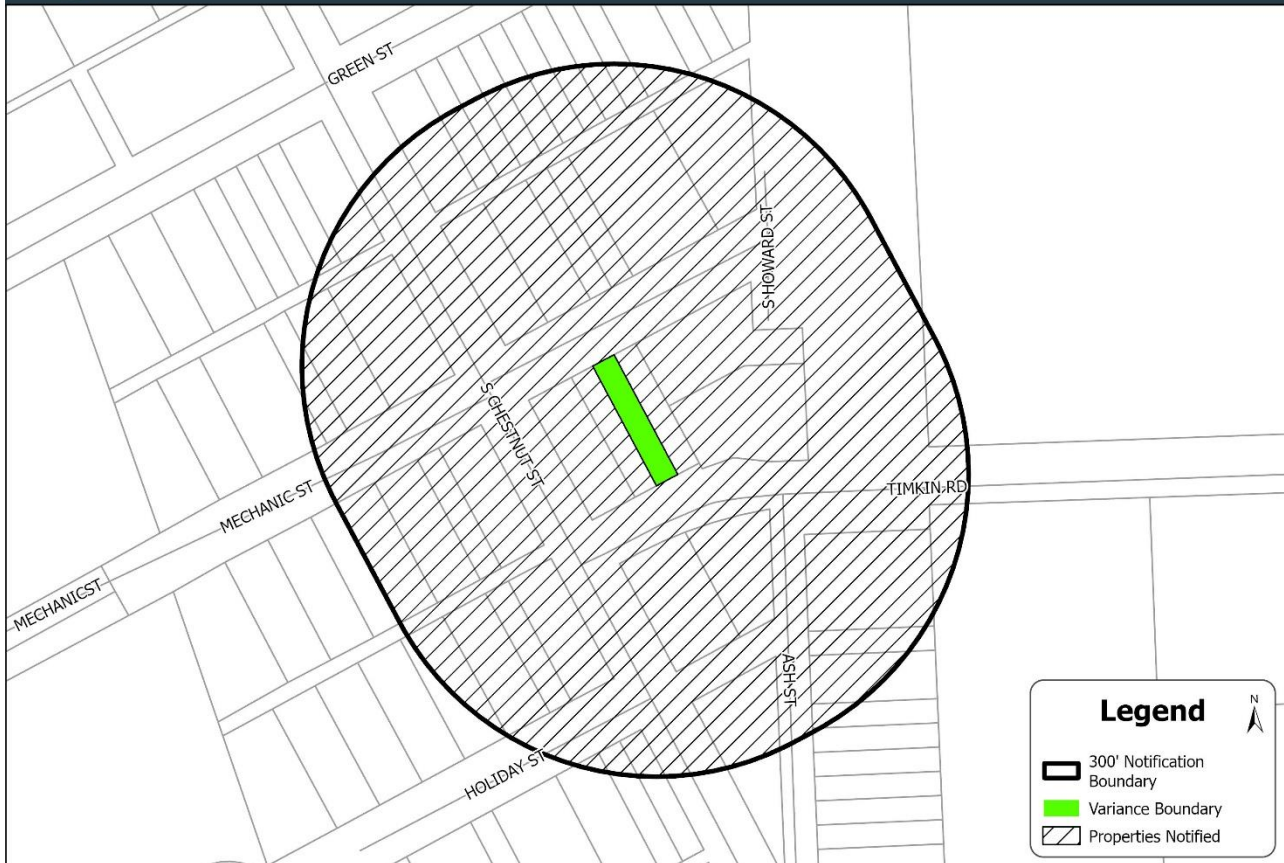 GREEN ST
S HOWARD ST
S CHESTNUT ST
MECHANIC ST
TIMKIN RD
MECHANICST
ASH ST
HOLIDAY ST
Legend
N
300' Notification
Boundary
Variance Boundary
Properties Notified